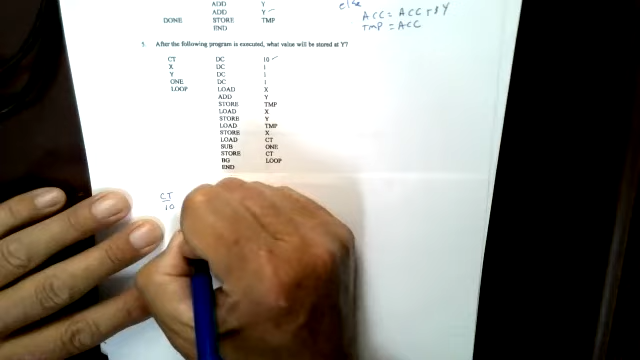 ADD Y
ADD Y
DONE STORE TMP
END
else
ACC = ACC + 3 Y
TMP = ACC
5. After the following program is executed, what value will be stored at Y?
CT DC 10
X DC 1
Y DC 1
ONE DC 1
LOOP LOAD X
ADD Y
STORE TMP
LOAD X
STORE Y
LOAD TMP
STORE X
LOAD CT
SUB ONE
STORE CT
BG LOOP
END
CT
10